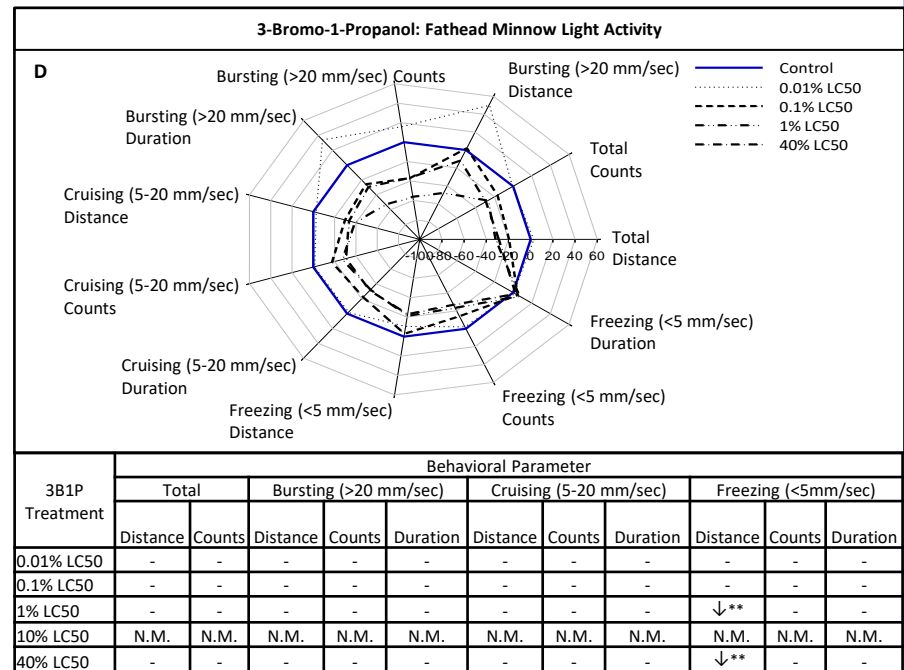 3-Bromo-1-Propanol: Fathead Minnow Light Activity
D
Bursting (>20 mm/sec) Counts
Bursting (>20 mm/sec)
Distance
Control
0.01% LC50
0.1% LC50
1% LC50
40% LC50
Bursting (>20 mm/sec)
Duration
Total
Counts
Cruising (5-20 mm/sec)
Distance
Total
Distance
-100 -80 -60 -40 -20 0 20 40 60
Cruising (5-20 mm/sec)
Counts
Freezing (<5 mm/sec)
Duration
Cruising (5-20 mm/sec)
Duration
Freezing (<5 mm/sec)
Counts
Freezing (<5 mm/sec)
Distance
3B1P
Treatment
Behavioral Parameter
Total Bursting (>20 mm/sec) Cruising (5-20 mm/sec) Freezing (<5mm/sec)
Distance Counts Distance Counts Duration Distance Counts Duration Distance Counts Duration
0.01% LC50 - - - - - - - - - - -
0.1% LC50 - - - - - - - - - - -
1% LC50 - - - - - - - - ↓** - -
10% LC50 N.M. N.M. N.M. N.M. N.M. N.M. N.M. N.M. N.M. N.M. N.M.
40% LC50 - - - - - - - - ↓** - -